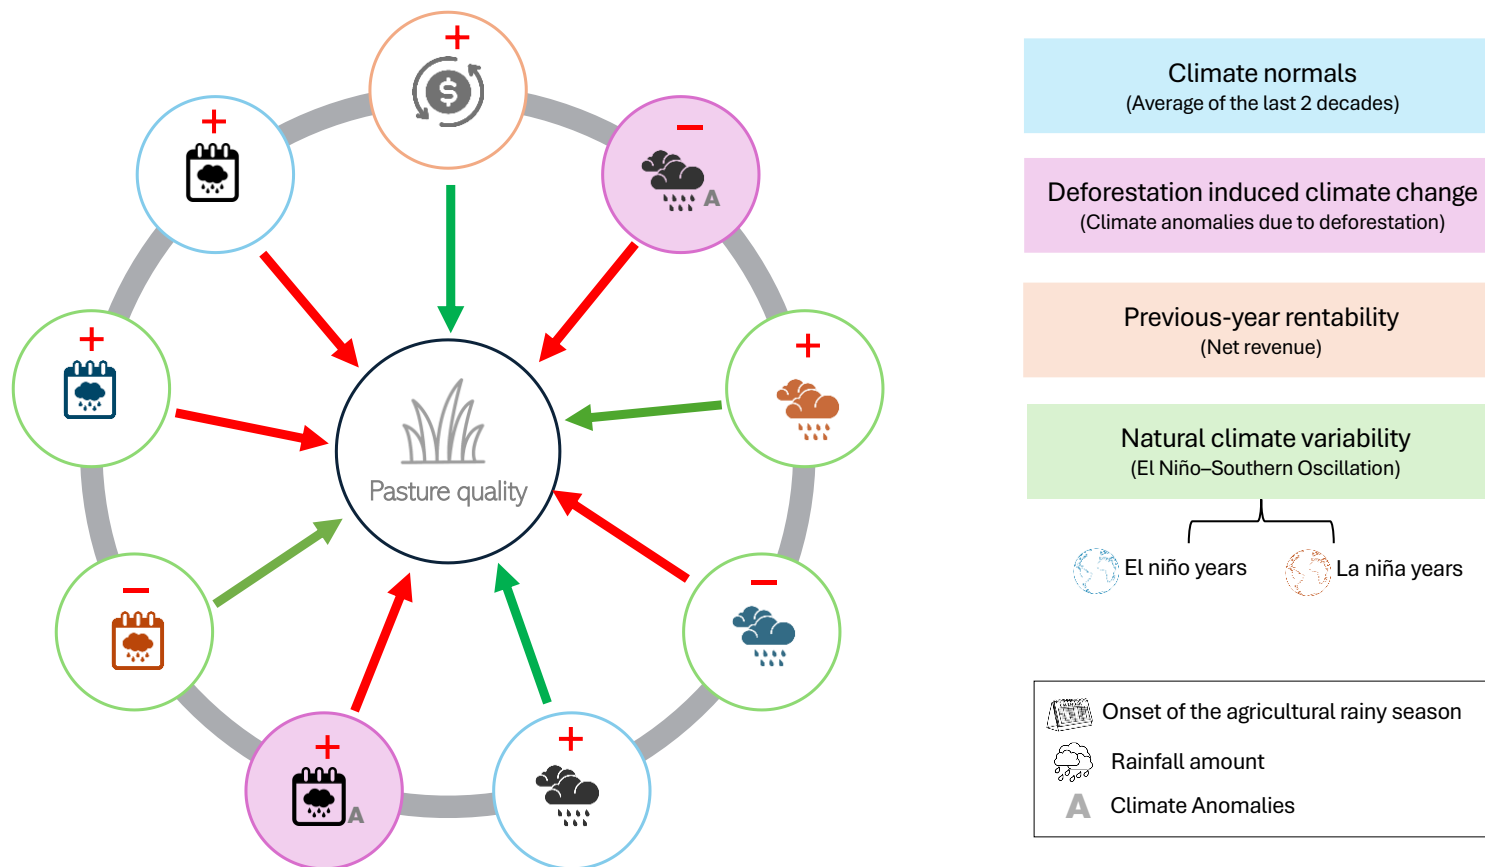 +
$
+
−
A
+
+
Pasture quality
−
−
+
A
+
Climate normals
(Average of the last 2 decades)
Deforestation induced climate change
(Climate anomalies due to deforestation)
Previous-year rentability
(Net revenue)
Natural climate variability
(El Niño–Southern Oscillation)
El niño years
La niña years
Onset of the agricultural rainy season
Rainfall amount
A Climate Anomalies